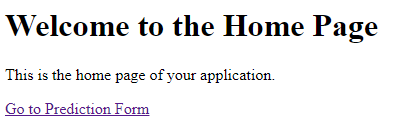 Welcome to the Home Page
This is the home page of your application.
Go to Prediction Form